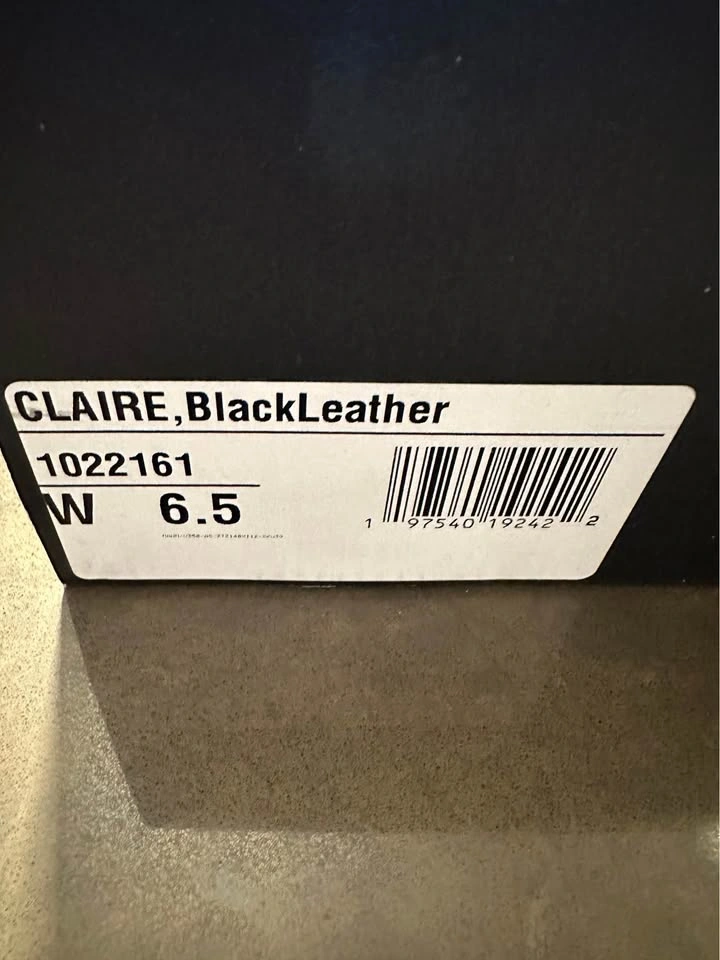 CLAIRE,BlackLeather
1022161
W 6.5
1 97540 19242 2